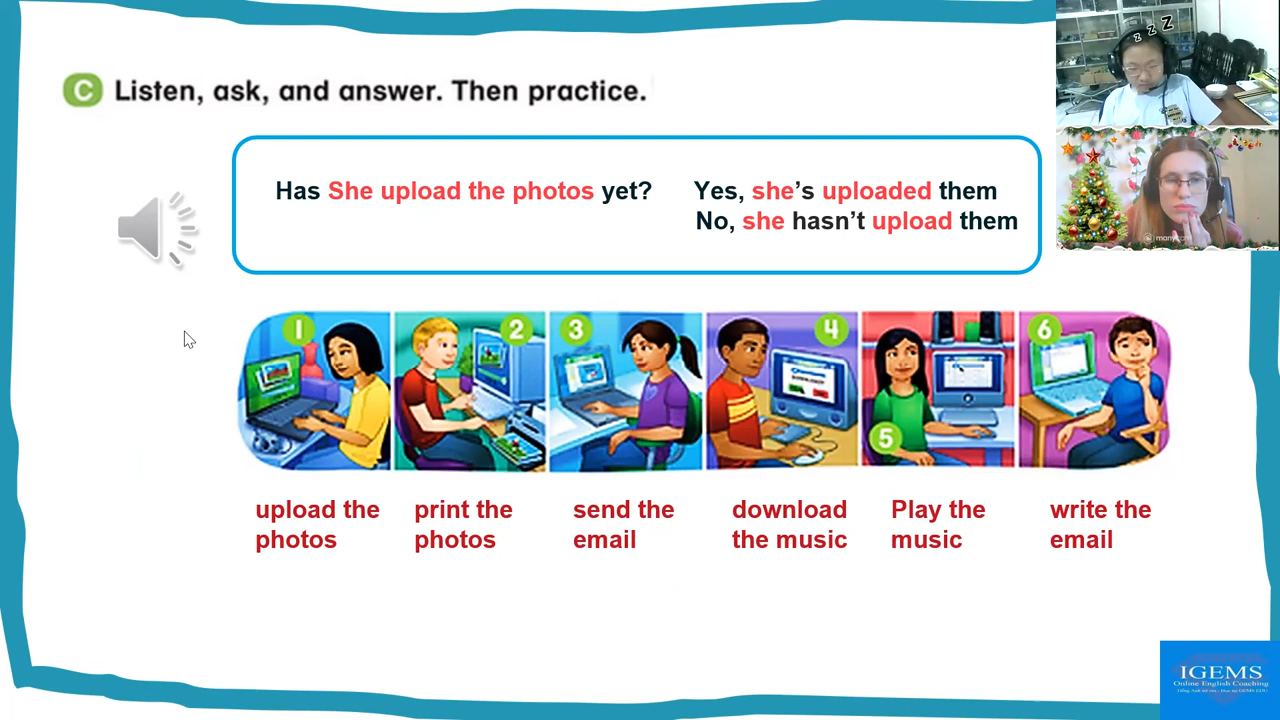 C Listen, ask, and answer. Then practice.
Has She upload the photos yet? Yes, she's uploaded them
No, she hasn't upload them
1 2 3 4 5 6
upload the photos
print the photos
send the email
download the music
Play the music
write the email
z z Z
IGEMS
Online English Coaching